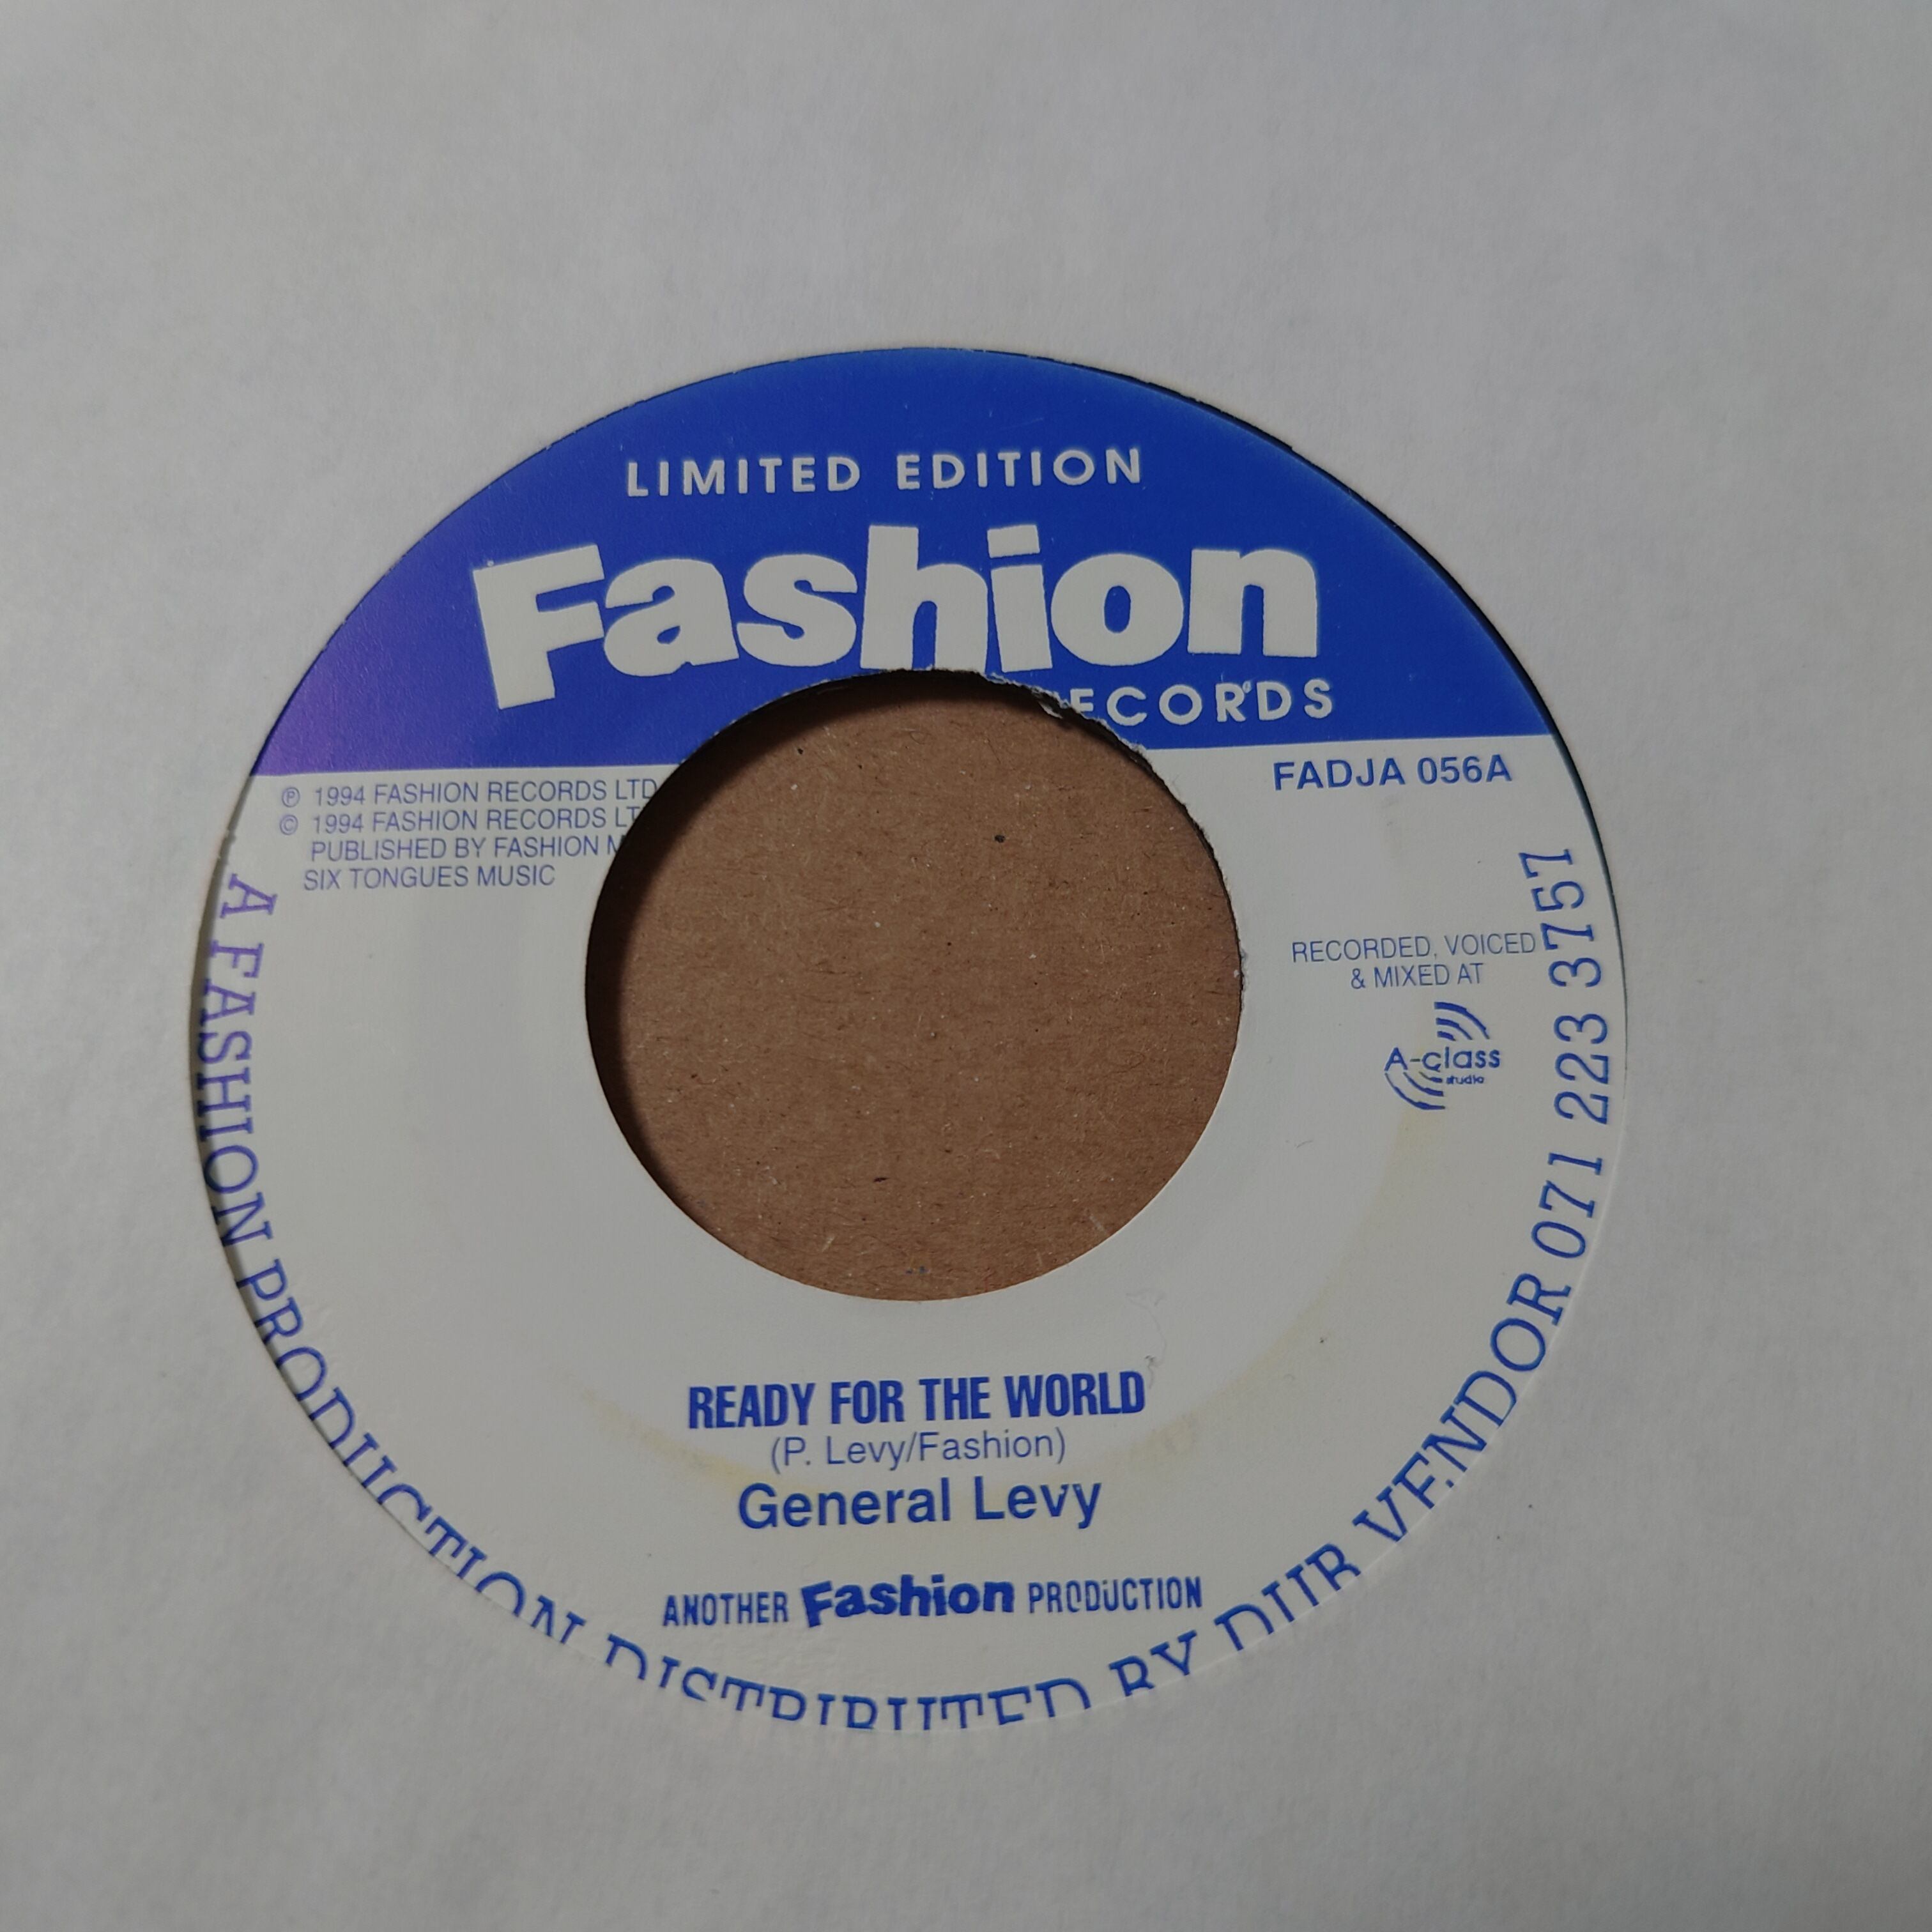 LIMITED EDITION
Fashion
ECORDS
℗ 1994 FASHION RECORDS LTD
© 1994 FASHION RECORDS LT
PUBLISHED BY FASHION M
SIX TONGUES MUSIC
FADJA 056A
RECORDED, VOICED
& MIXED AT
A-class
studio
READY FOR THE WORLD
(P. Levy/Fashion)
General Levy
ANOTHER Fashion PRODUCTION
A FASHION PRODUCTION DISTRIBUTED BY DUB VENDOR 071 223 3757